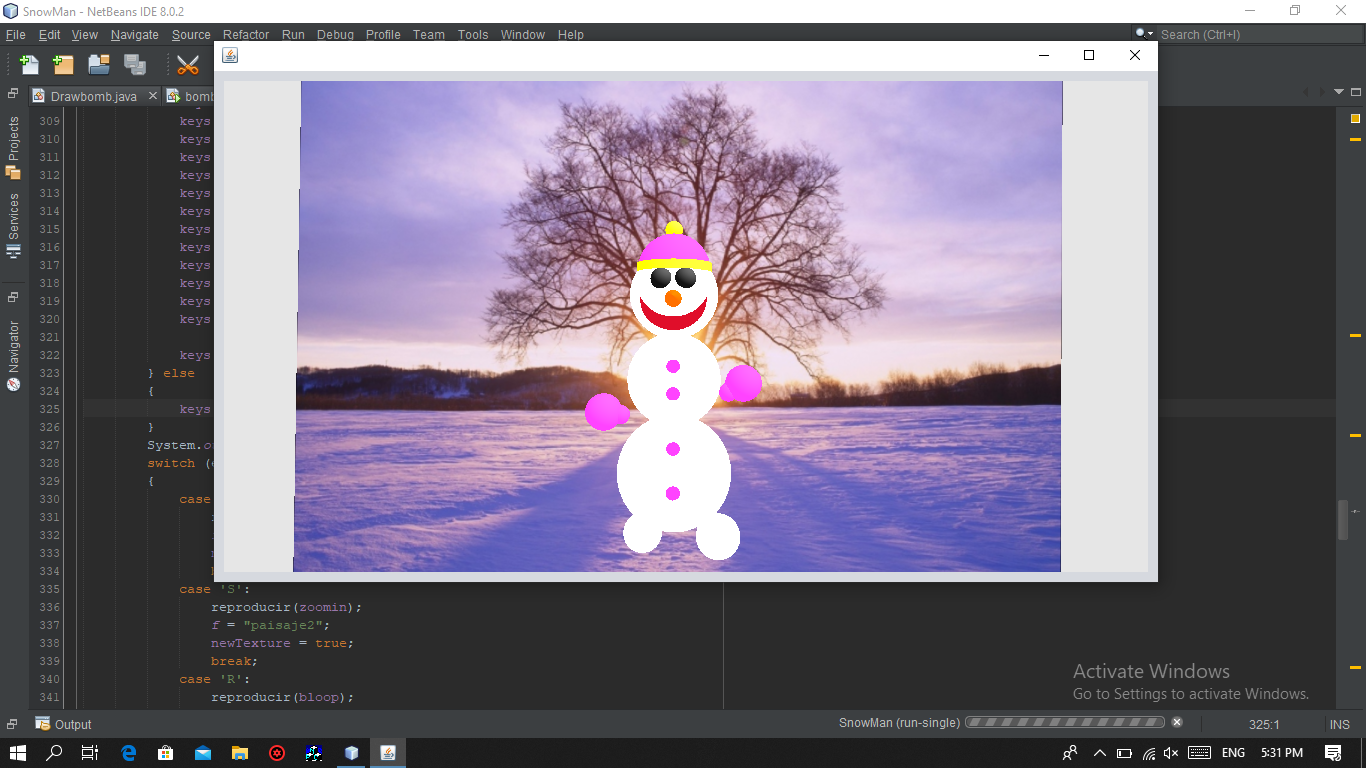 SnowMan - NetBeans IDE 8.0.2
File Edit View Navigate Source Refactor Run Debug Profile Team Tools Window Help
Search (Ctrl+I)
Drawbomb.java
bomb
Projects
Services
Navigator
309 keys
310 keys
311 keys
312 keys
313 keys
314 keys
315 keys
316 keys
317 keys
318 keys
319 keys
320 keys
321
322 keys
323 } else
324 {
325 keys
326 }
327 System.o
328 switch (
329 {
330 case
331
332
333
334
335 case 'S':
336 reproducir(zoomin);
337 f = "paisaje2";
338 newTexture = true;
339 break;
340 case 'R':
341 reproducir(bloop);
Activate Windows
Go to Settings to activate Windows.
Output
SnowMan (run-single)
325:1
INS
ENG
5:31 PM